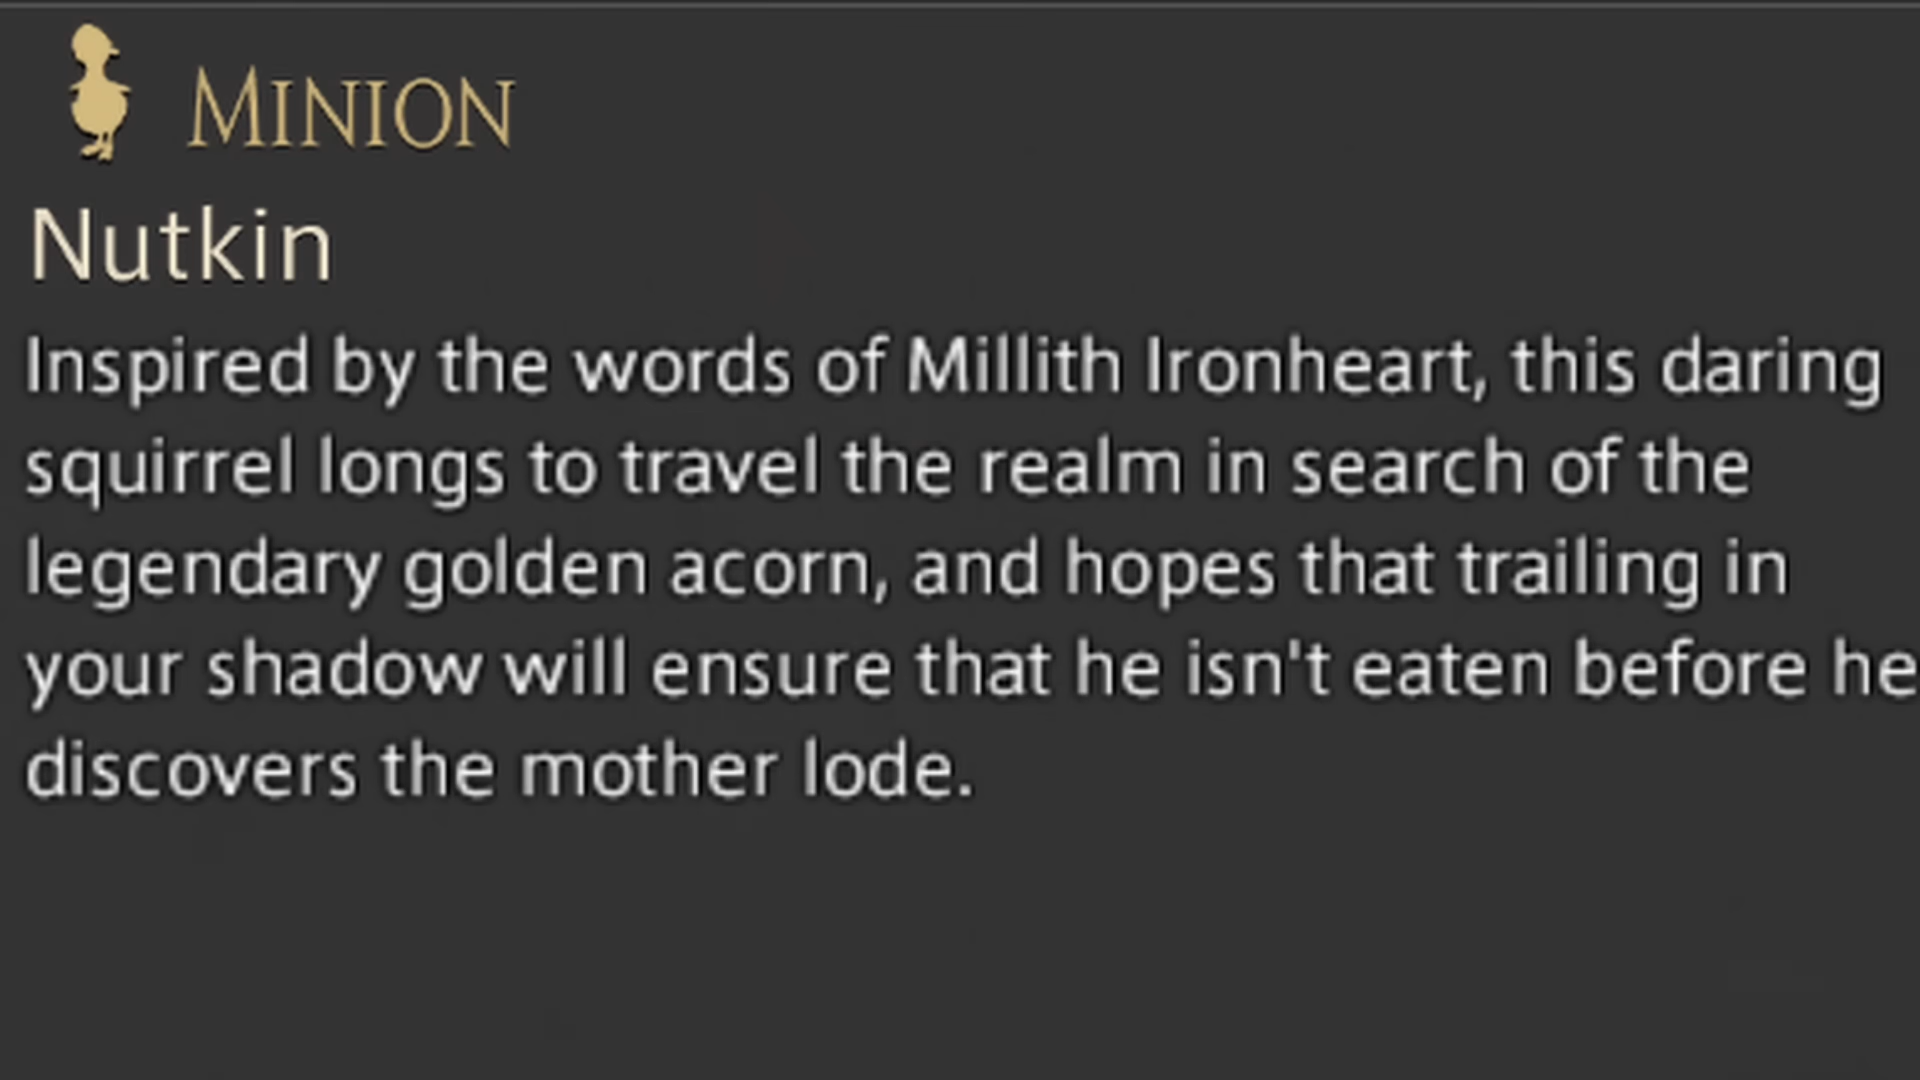 MINION
Nutkin
Inspired by the words of Millith Ironheart, this daring
squirrel longs to travel the realm in search of the
legendary golden acorn, and hopes that trailing in
your shadow will ensure that he isn't eaten before he
discovers the mother lode.